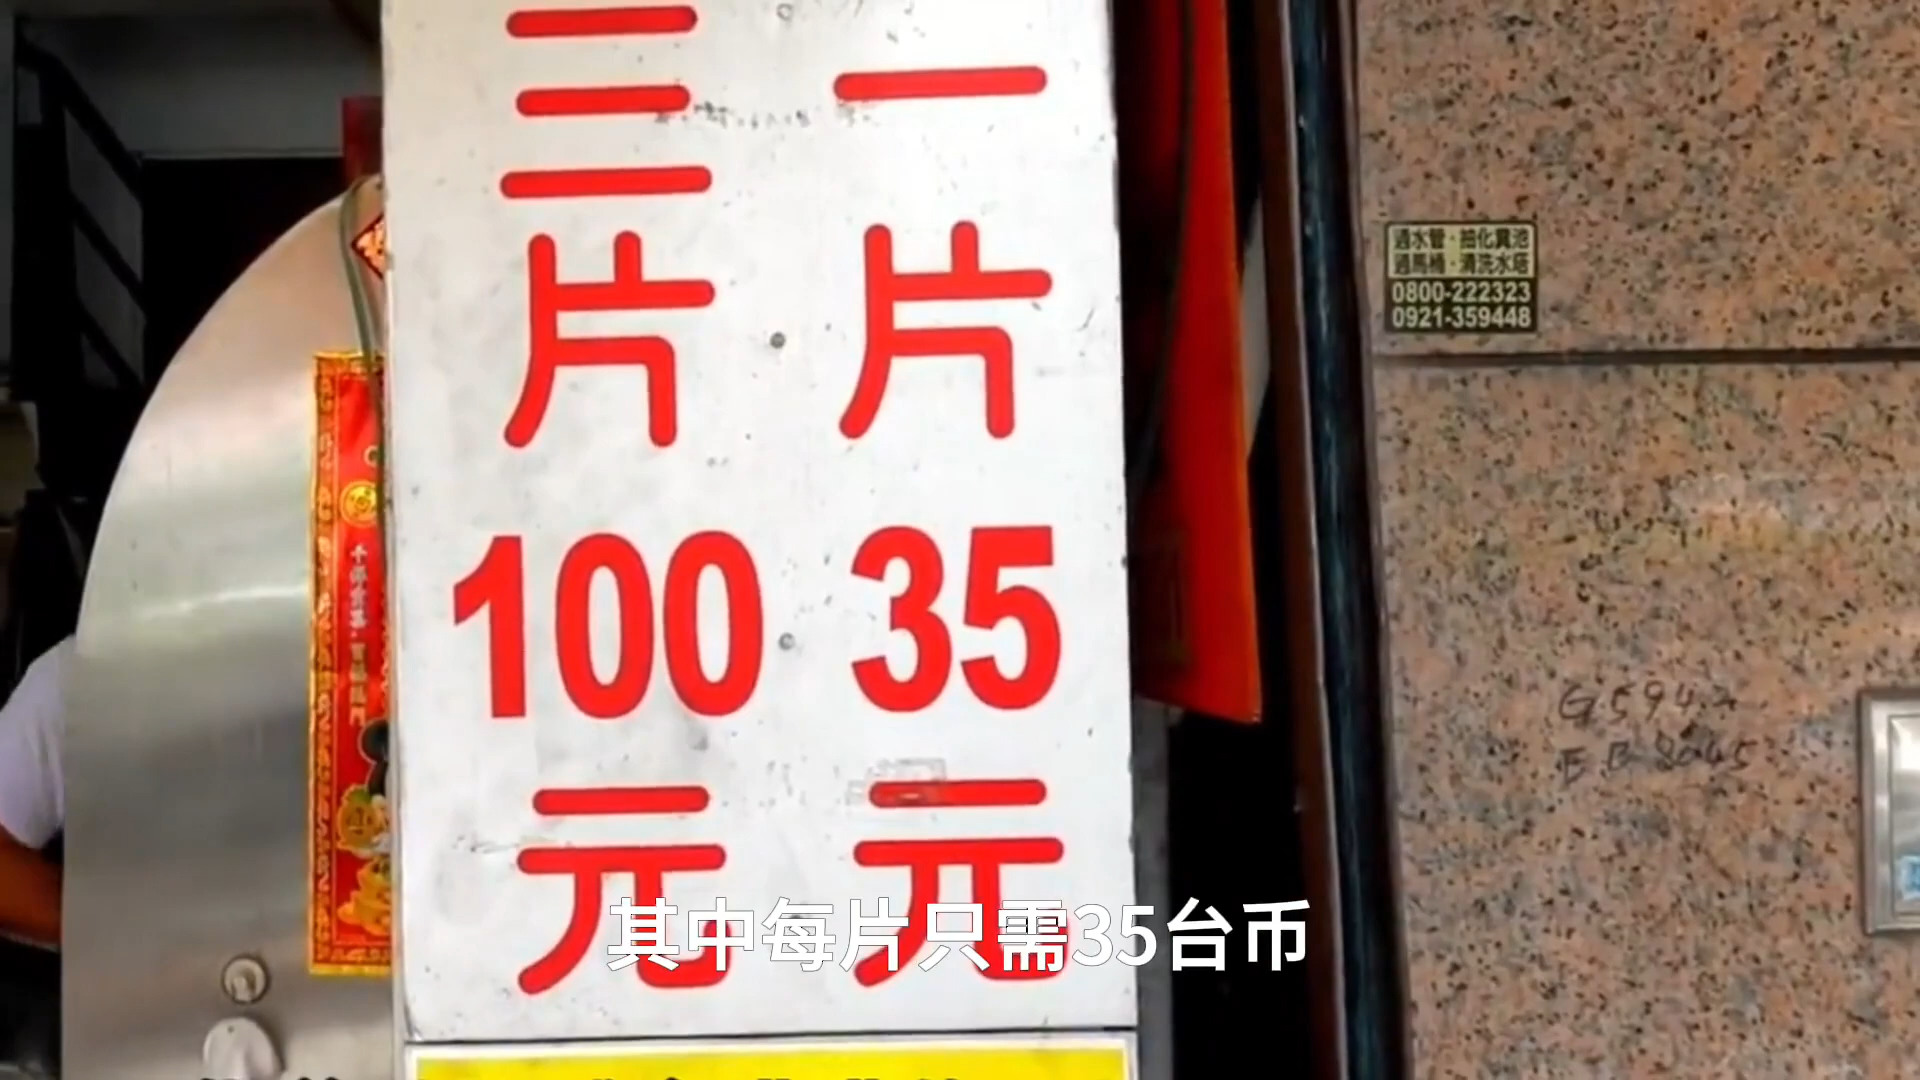 一片35元
三片100元
通水管·抽化糞池
通馬桶·清洗水塔
0800-222323
0921-359448
其中每片只需35台币